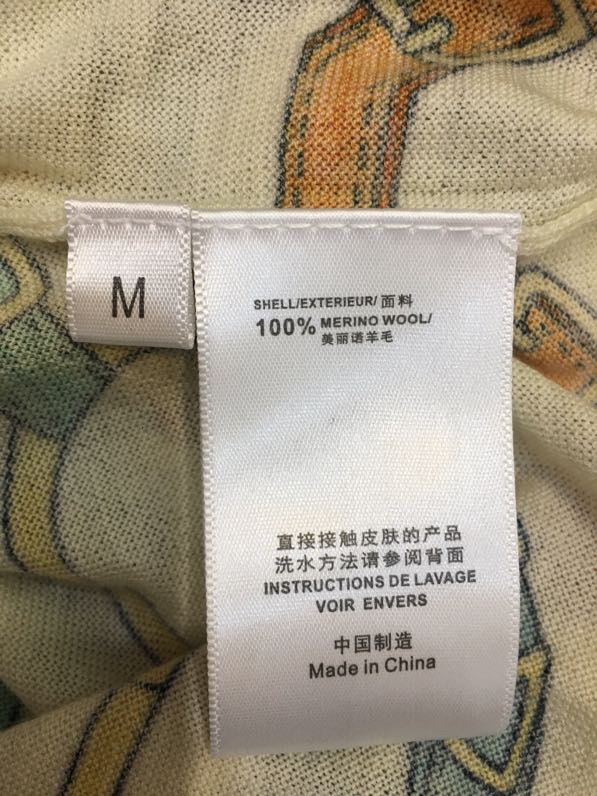 M
SHELL/EXTERIEUR/ 面料
100% MERINO WOOL/
美丽诺羊毛
直接接触皮肤的产品
洗水方法请参阅背面
INSTRUCTIONS DE LAVAGE
VOIR ENVERS
中国制造
Made in China